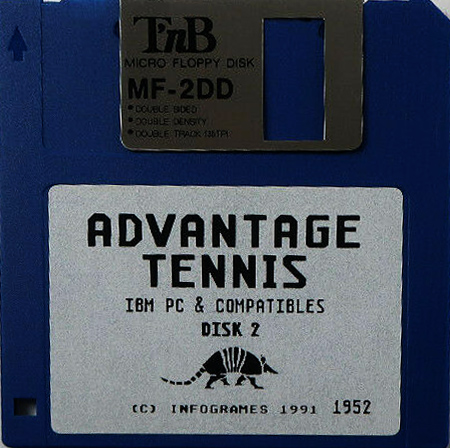 TnB
MICRO FLOPPY DISK
MF-2DD
• DOUBLE SIDED
• DOUBLE DENSITY
• DOUBLE TRACK 135TPI
ADVANTAGE
TENNIS
IBM PC & COMPATIBLES
DISK 2
(C) INFOGRAMES 1991 1952